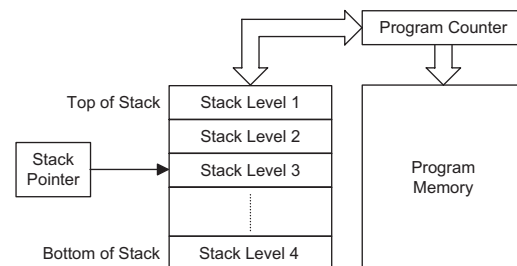 Program Counter
Top of Stack
Stack Level 1
Stack Level 2
Stack
Pointer
Stack Level 3
Program
Memory
Bottom of Stack
Stack Level 4